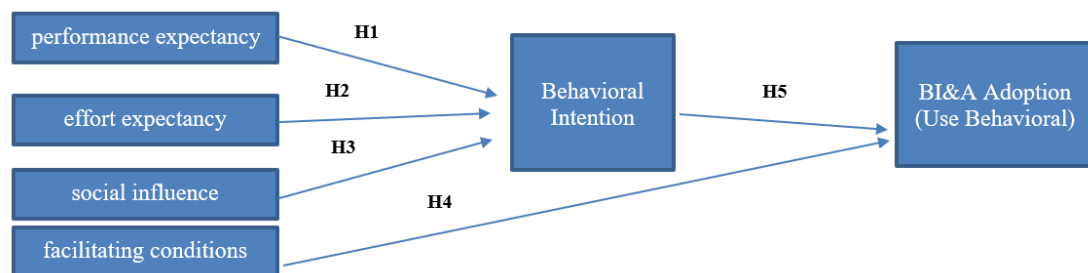 performance expectancy
H1
H2
effort expectancy
H3
social influence
H4
facilitating conditions
Behavioral
Intention
H5
BI&A Adoption
(Use Behavioral)